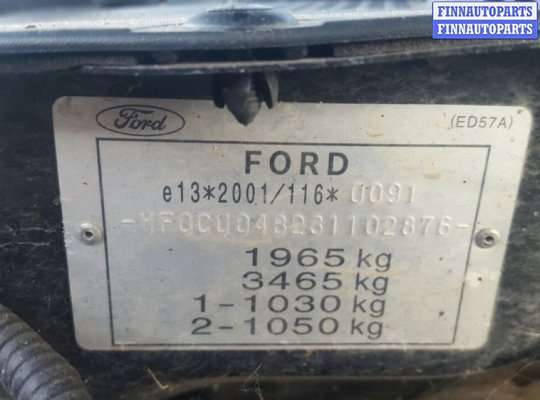 FINNAUTOPARTS
FINNAUTOPARTS
Ford
(ED57A)
FORD
e13*2001/116* 0091
1965 kg
3465 kg
1-1030 kg
2-1050 kg